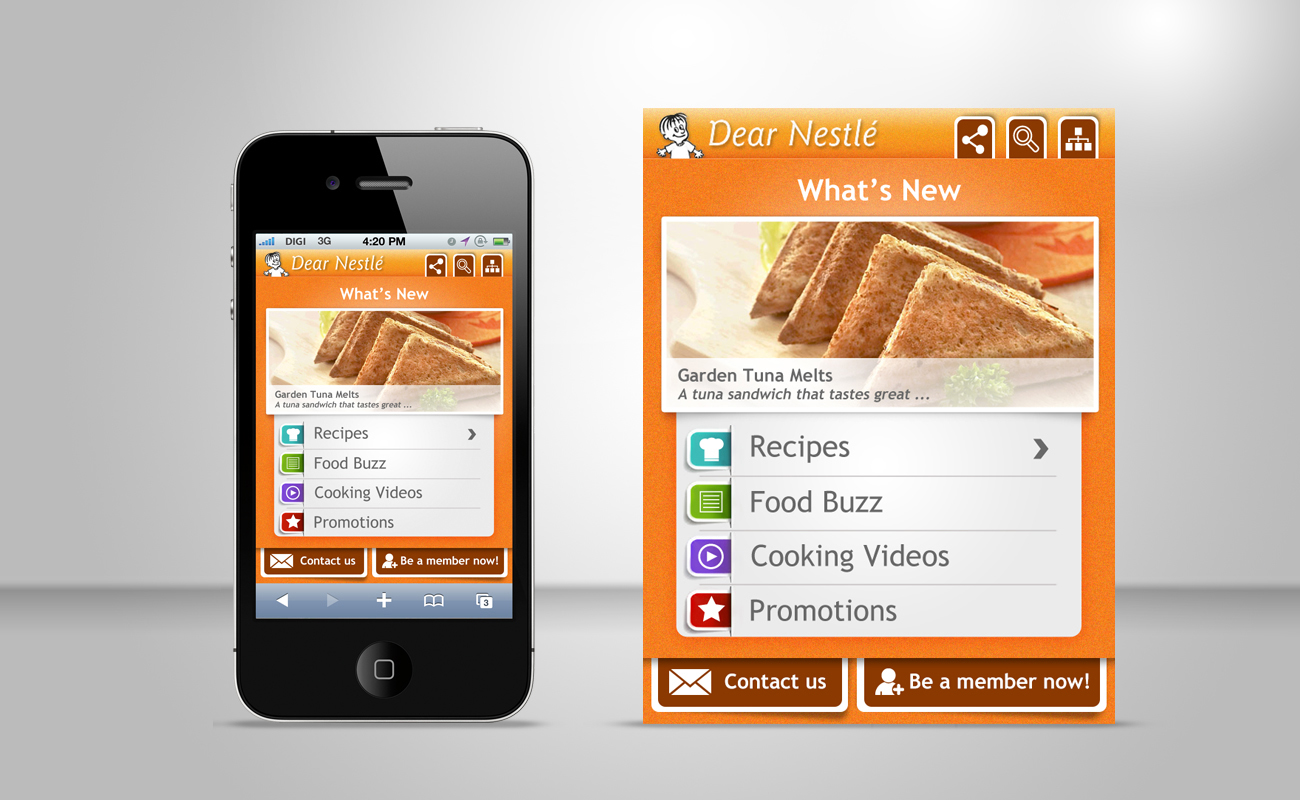 DIGI 3G 4:20 PM
Dear Nestlé
What's New
Garden Tuna Melts
A tuna sandwich that tastes great ...
Recipes
Food Buzz
Cooking Videos
Promotions
Contact us
Be a member now!
3
Dear Nestlé
What's New
Garden Tuna Melts
A tuna sandwich that tastes great ...
Recipes
Food Buzz
Cooking Videos
Promotions
Contact us
Be a member now!